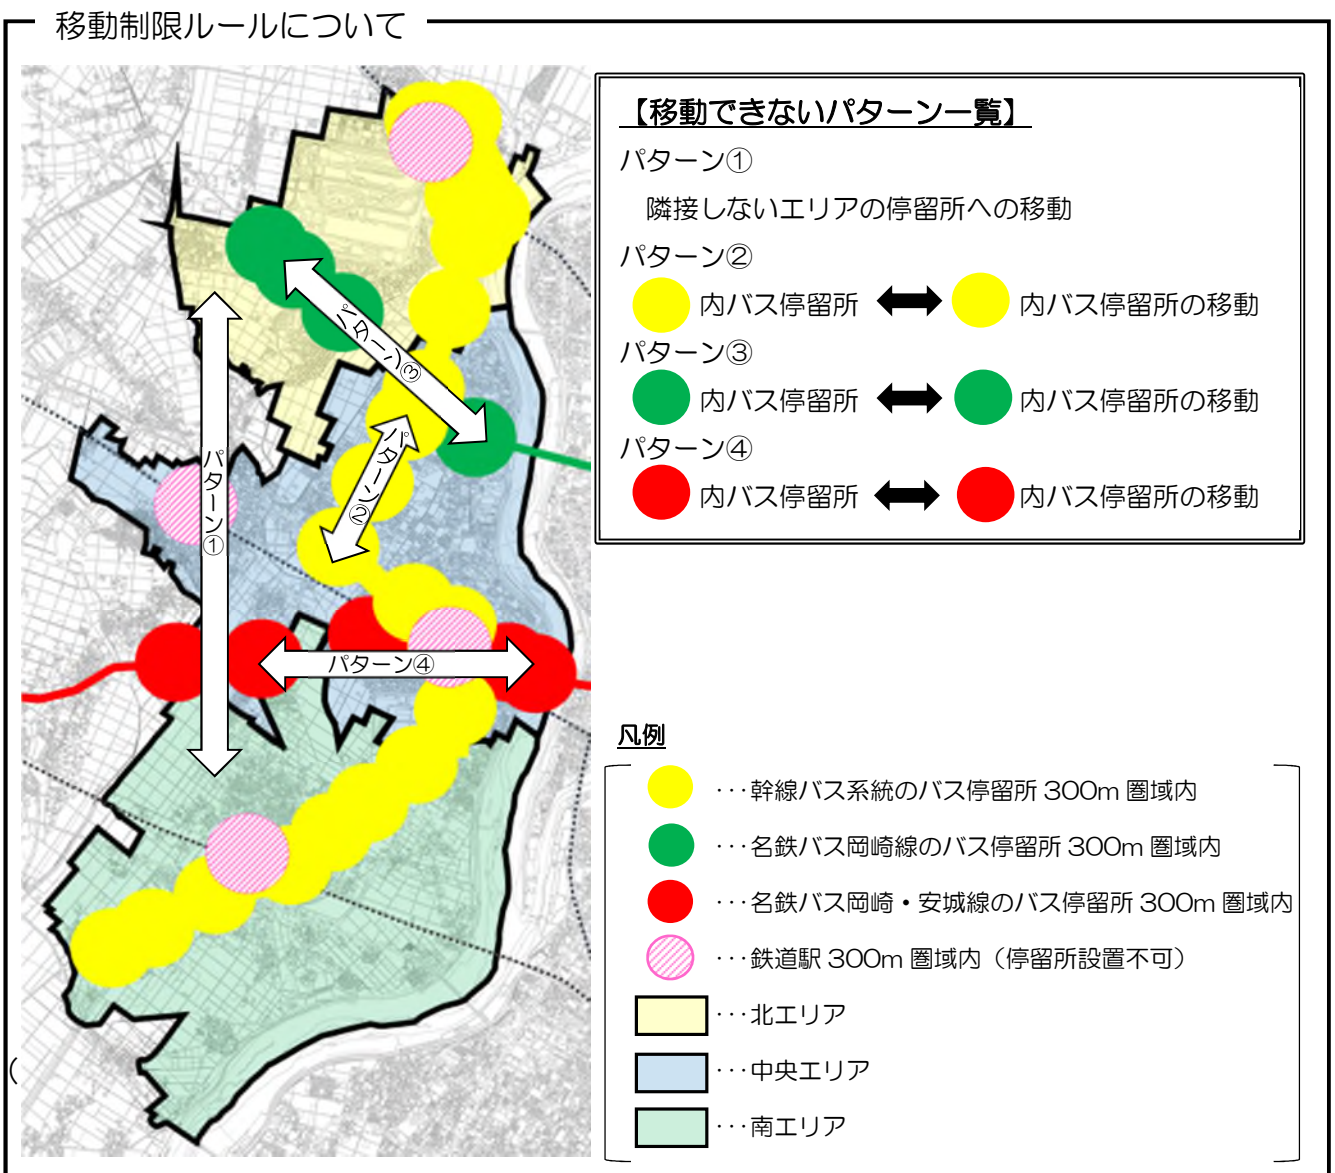 移動制限ルールについて
パターン①
パターン②
パターン③
パターン④
【移動できないパターン一覧】
パターン①
隣接しないエリアの停留所への移動
パターン②
内バス停留所 内バス停留所の移動
パターン③
内バス停留所 内バス停留所の移動
パターン④
内バス停留所 内バス停留所の移動
凡例
･･･幹線バス系統のバス停留所 300m 圏域内
･･･名鉄バス岡崎線のバス停留所 300m 圏域内
･･･名鉄バス岡崎・安城線のバス停留所 300m 圏域内
･･･鉄道駅 300m 圏域内（停留所設置不可）
･･･北エリア
･･･中央エリア
･･･南エリア
（